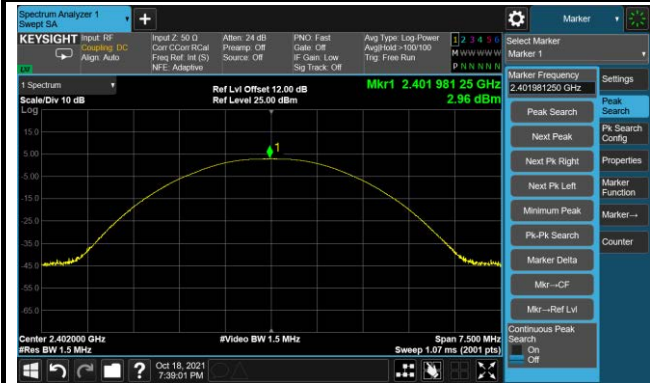 Spectrum Analyzer 1
Swept SA
+
Marker
KEYSIGHT
Input: RF
Coupling: DC
Align: Auto
Input Z: 50 Ω
Corr CCorr RCal
Freq Ref: Int (S)
NFE: Adaptive
Atten: 24 dB
Preamp: Off
Source: Off
PNO: Fast
Gate: Off
IF Gain: Low
Sig Track: Off
Avg Type: Log-Power
Avg|Hold:>100/100
Trig: Free Run
1 2 3 4 5 6
M W W W W W
P N N N N N
LV
Select Marker
Marker 1
1 Spectrum
Scale/Div 10 dB
Log
Ref Lvl Offset 12.00 dB
Ref Level 25.00 dBm
Mkr1 2.401 981 25 GHz
2.96 dBm
15.0
5.00
-5.00
-15.0
-25.0
-35.0
-45.0
-55.0
-65.0
1
Center 2.402000 GHz
#Res BW 1.5 MHz
#Video BW 1.5 MHz
Span 7.500 MHz
Sweep 1.07 ms (2001 pts)
Marker Frequency
2.401981250 GHz
Peak Search
Next Peak
Next Pk Right
Next Pk Left
Minimum Peak
Pk-Pk Search
Marker Delta
Mkr→CF
Mkr→Ref Lvl
Continuous Peak
Search
On
Off
Settings
Peak
Search
Pk Search
Config
Properties
Marker
Function
Marker→
Counter
?
Oct 18, 2021
7:39:01 PM